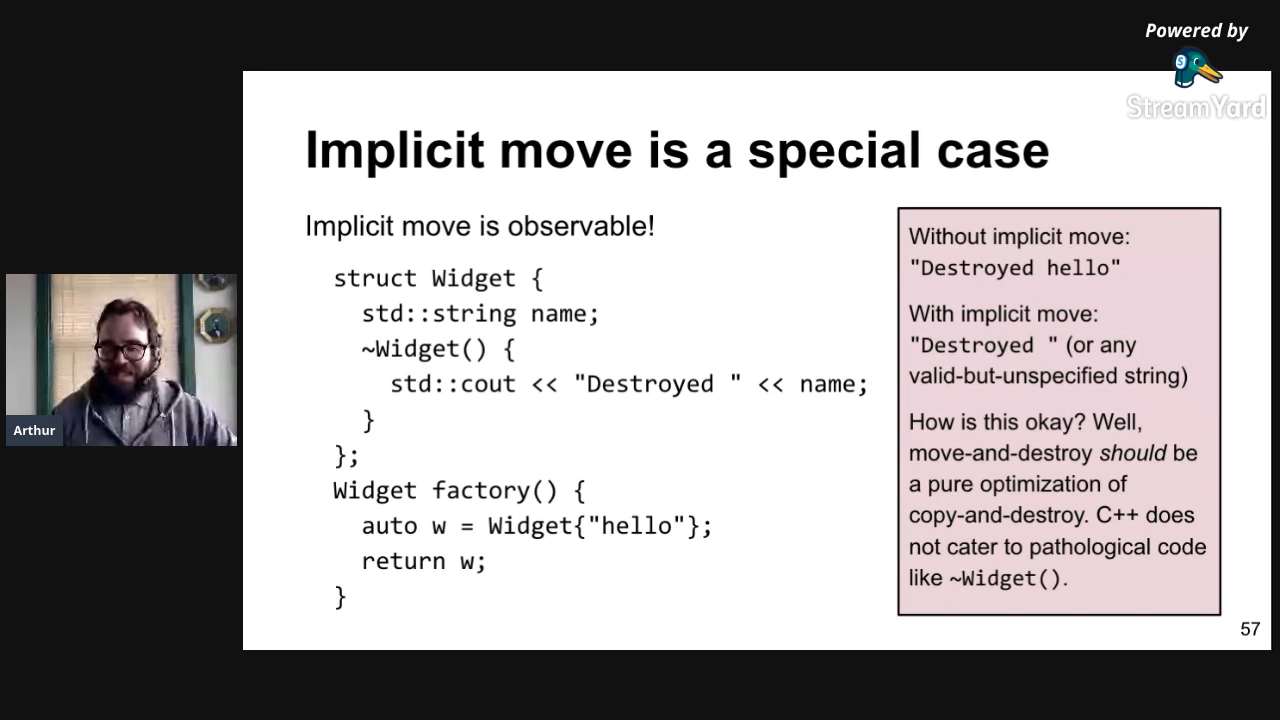 Powered by
StreamYard
Implicit move is a special case
Implicit move is observable!
struct Widget {
  std::string name;
  ~Widget() {
    std::cout << "Destroyed " << name;
  }
};
Widget factory() {
  auto w = Widget{"hello"};
  return w;
}
Without implicit move:
"Destroyed hello"
With implicit move:
"Destroyed " (or any
valid-but-unspecified string)
How is this okay? Well,
move-and-destroy should be
a pure optimization of
copy-and-destroy. C++ does
not cater to pathological code
like ~Widget().
57
Arthur